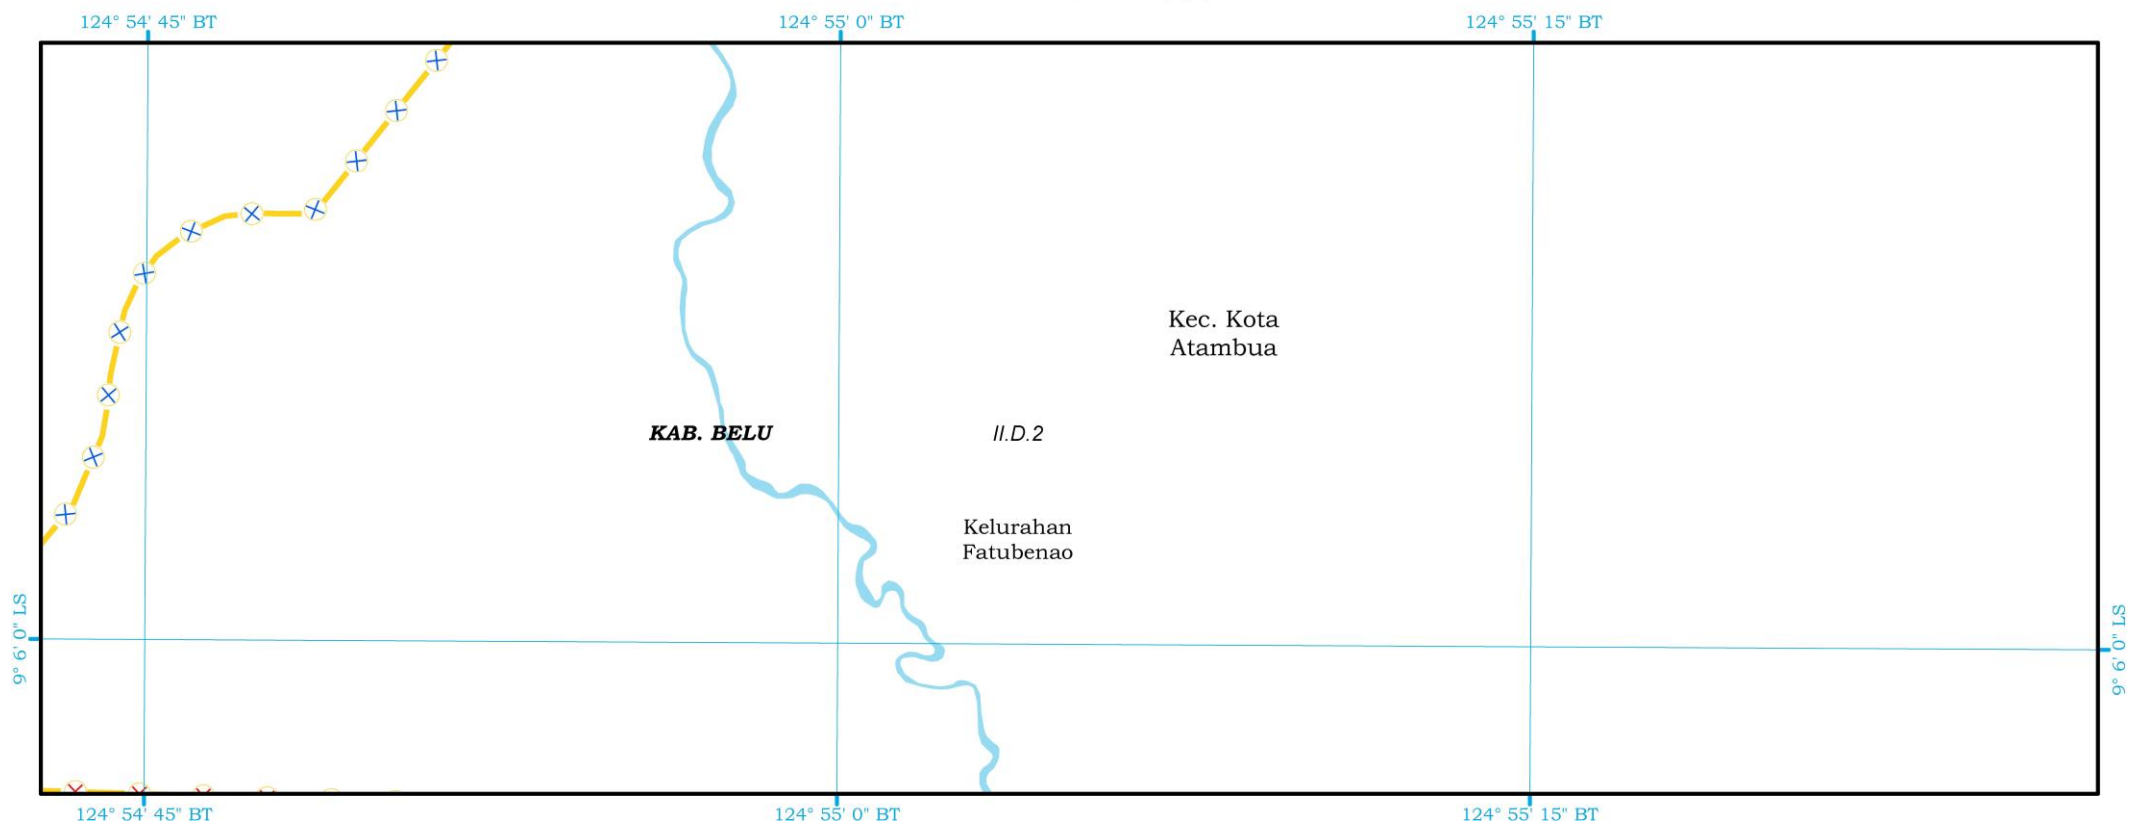 124° 54' 45" BT
124° 55' 0" BT
124° 55' 15" BT
Kec. Kota
Atambua
KAB. BELU
II.D.2
Kelurahan
Fatubenao
9° 6' 0" LS
9° 6' 0" LS
124° 54' 45" BT
124° 55' 0" BT
124° 55' 15" BT